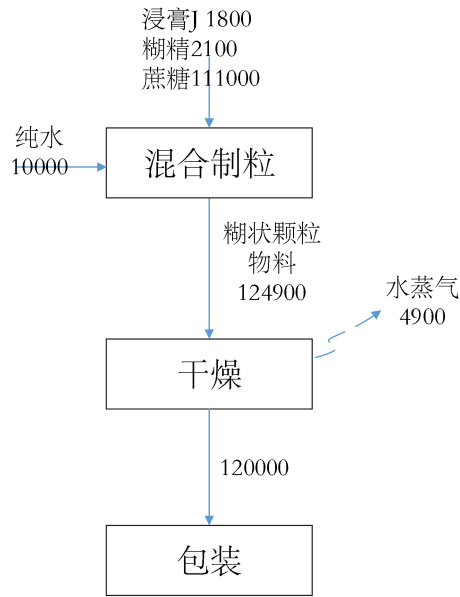 浸膏J 1800
糊精2100
蔗糖111000
纯水
10000
混合制粒
糊状颗粒
物料
124900
水蒸气
4900
干燥
120000
包装